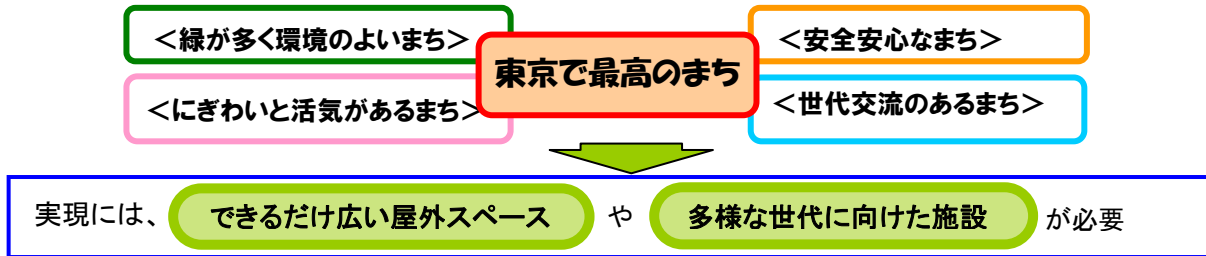 ＜緑が多く環境のよいまち＞
＜安全安心なまち＞
東京で最高のまち
＜にぎわいと活気があるまち＞
＜世代交流のあるまち＞
実現には、 できるだけ広い屋外スペース や 多様な世代に向けた施設 が必要